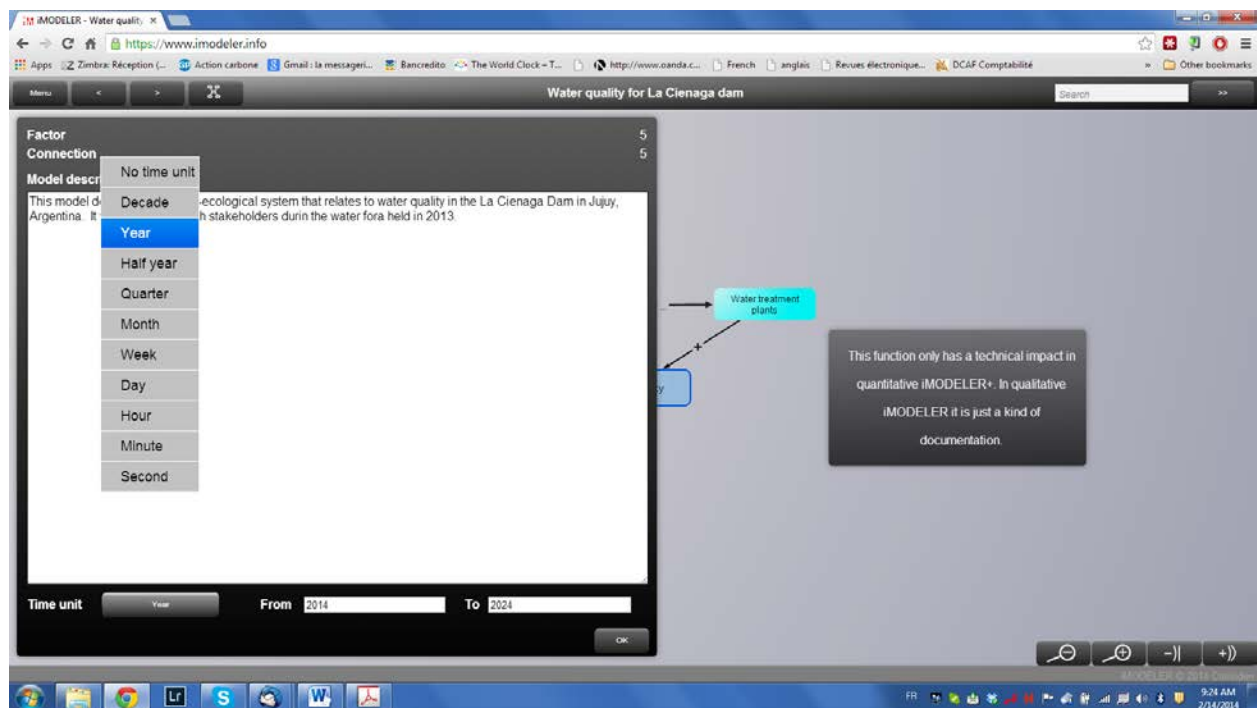 iMODELER - Water quality
https://www.imodeler.info
Apps Zimbra: Réception (... Action carbone Gmail : la messageri... Bancredito The World Clock – T... http://www.oanda.c... French anglais Revues électronique... DCAF Comptabilité » Other bookmarks
Menu < > Water quality for La Cienaga dam Search >>
Factor 5
Connection 5
Model descr
This model d -ecological system that relates to water quality in the La Cienaga Dam in Jujuy,
Argentina. It h stakeholders durin the water fora held in 2013.
No time unit
Decade
Year
Half year
Quarter
Month
Week
Day
Hour
Minute
Second
Water treatment
plants
+
y
This function only has a technical impact in
quantitative iMODELER+. In qualitative
iMODELER it is just a kind of
documentation.
Time unit Year From 2014 To 2024
OK
-)| +))
Lr S W
FR 9:24 AM
2/14/2014